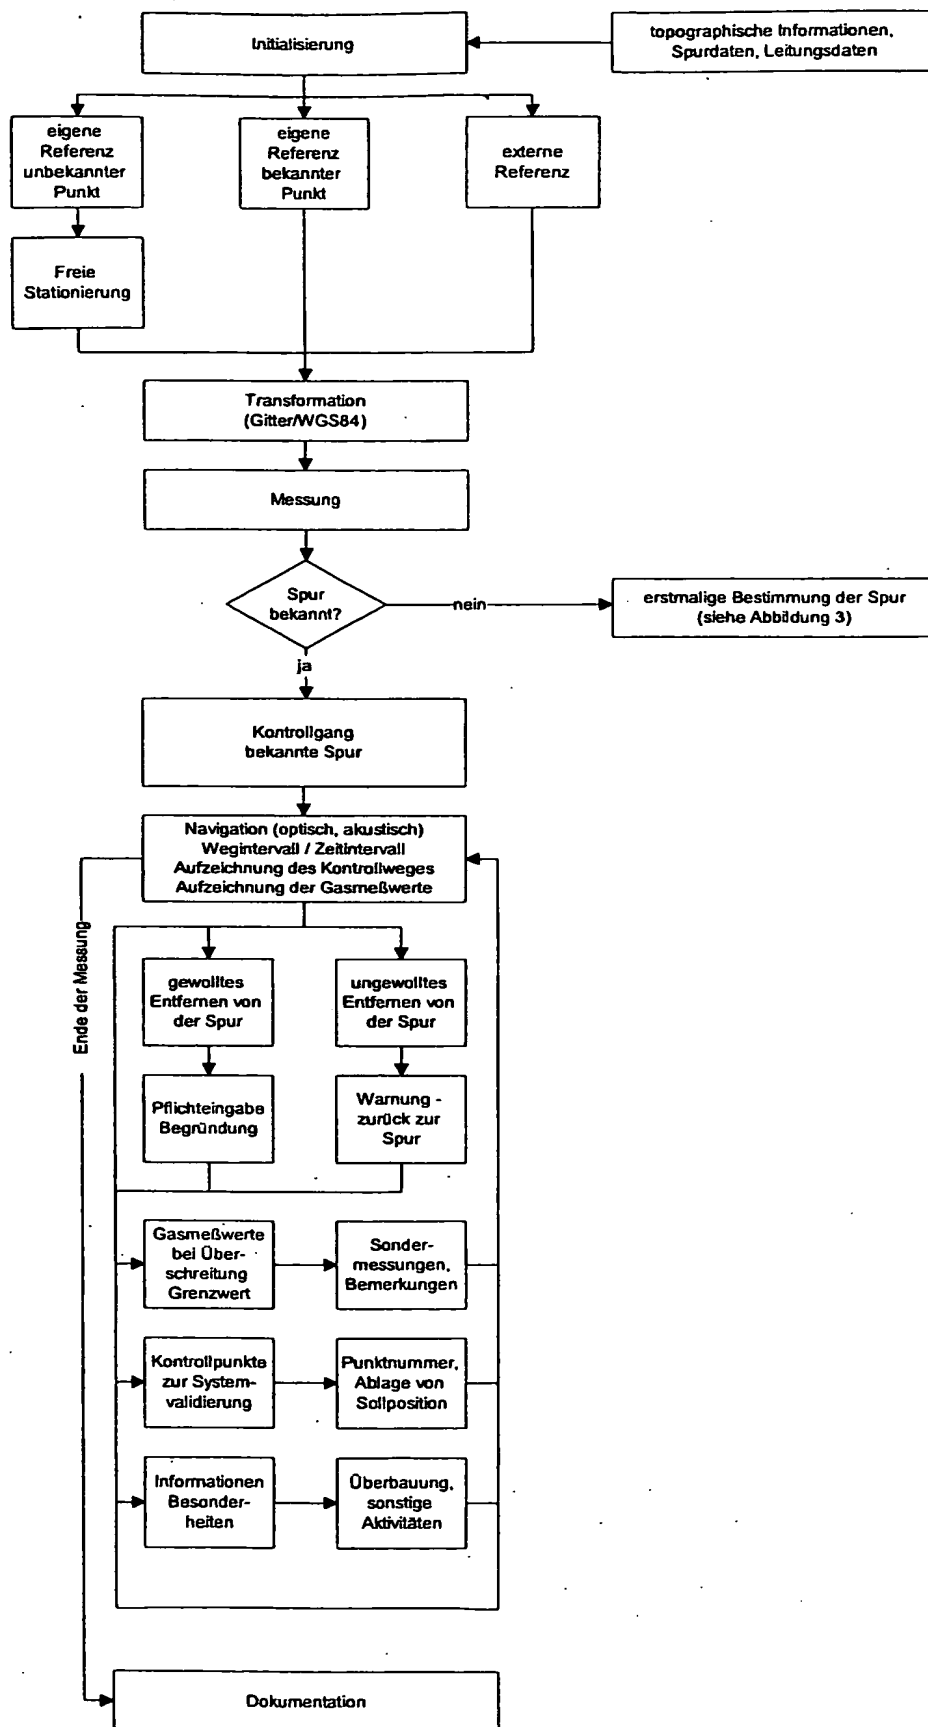 Initialisierung
topographische Informationen,
Spurdaten, Leitungsdaten
eigene
Referenz
unbekannter
Punkt
eigene
Referenz
bekannter
Punkt
externe
Referenz
Freie
Stationierung
Transformation
(Gitter/WGS84)
Messung
Spur
bekannt?
nein
erstmalige Bestimmung der Spur
(siehe Abbildung 3)
ja
Kontrollgang
bekannte Spur
Navigation (optisch, akustisch)
Wegintervall / Zeitintervall
Aufzeichnung des Kontrollweges
Aufzeichnung der Gasmeßwerte
Ende der Messung
gewolltes
Entfernen von
der Spur
ungewolltes
Entfernen von
der Spur
Pflichteingabe
Begründung
Warnung -
zurück zur
Spur
Gasmeßwerte
bei Über-
schreitung
Grenzwert
Sonder-
messungen,
Bemerkungen
Kontrollpunkte
zur System-
validierung
Punktnummer,
Ablage von
Sollposition
Informationen
Besonder-
heiten
Überbauung,
sonstige
Aktivitäten
Dokumentation